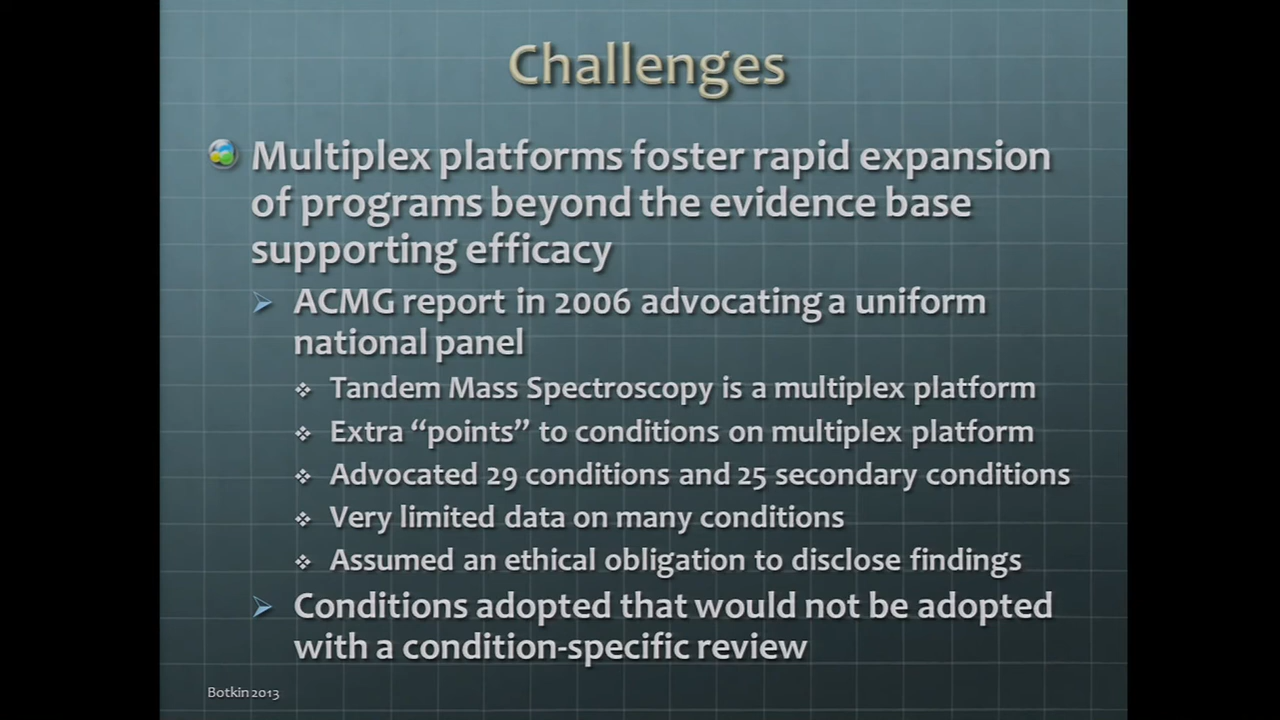 Challenges
Multiplex platforms foster rapid expansion
of programs beyond the evidence base
supporting efficacy
ACMG report in 2006 advocating a uniform
national panel
Tandem Mass Spectroscopy is a multiplex platform
Extra “points” to conditions on multiplex platform
Advocated 29 conditions and 25 secondary conditions
Very limited data on many conditions
Assumed an ethical obligation to disclose findings
Conditions adopted that would not be adopted
with a condition-specific review
Botkin 2013